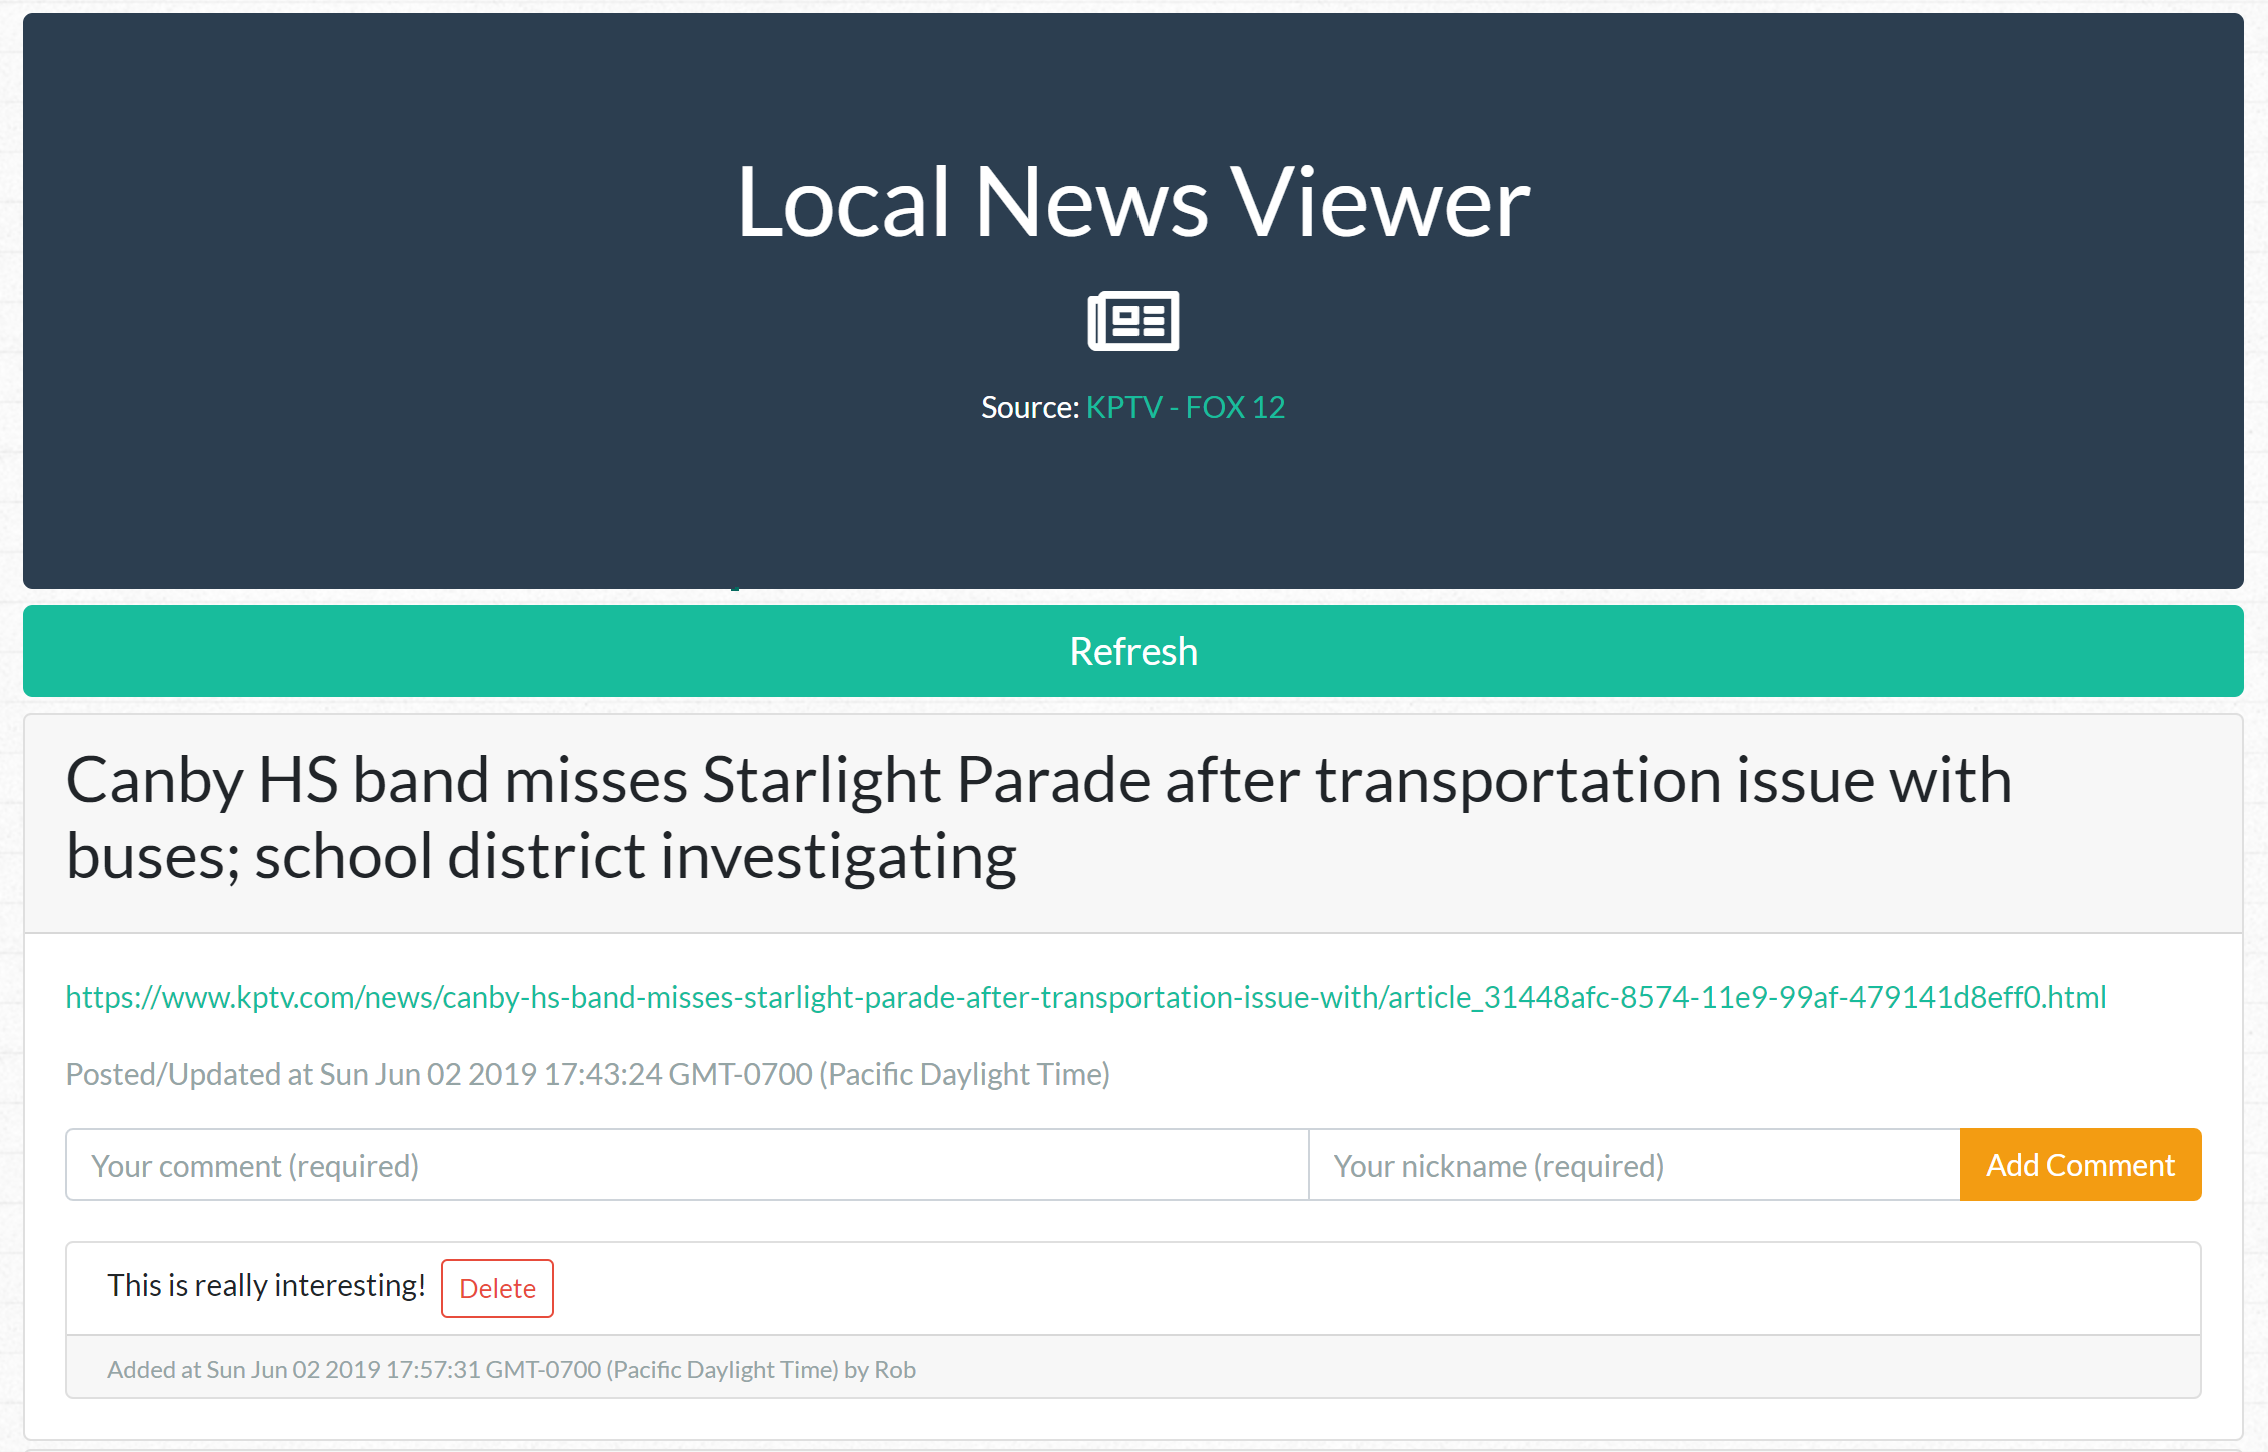 Local News Viewer
Source: KPTV - FOX 12
Refresh
Canby HS band misses Starlight Parade after transportation issue with
buses; school district investigating
https://www.kptv.com/news/canby-hs-band-misses-starlight-parade-after-transportation-issue-with/article_31448afc-8574-11e9-99af-479141d8eff0.html
Posted/Updated at Sun Jun 02 2019 17:43:24 GMT-0700 (Pacific Daylight Time)
Your comment (required) Your nickname (required) Add Comment
This is really interesting! Delete
Added at Sun Jun 02 2019 17:57:31 GMT-0700 (Pacific Daylight Time) by Rob